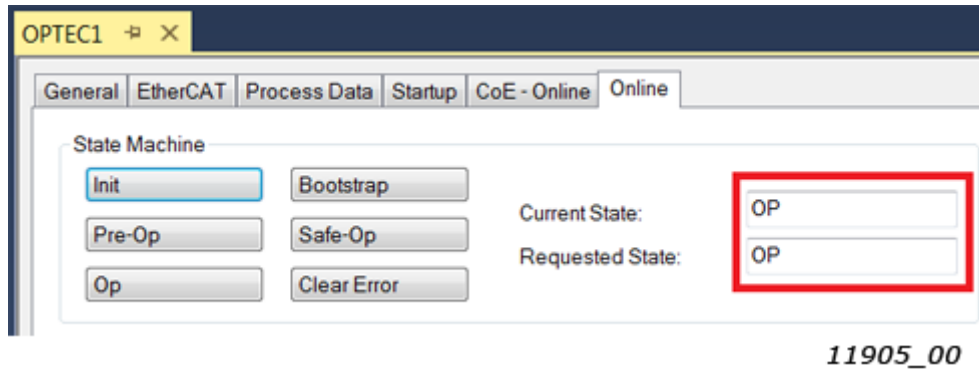 OPTEC1
General EtherCAT Process Data Startup CoE - Online Online
State Machine
Init Bootstrap
Pre-Op Safe-Op
Op Clear Error
Current State: OP
Requested State: OP
11905_00